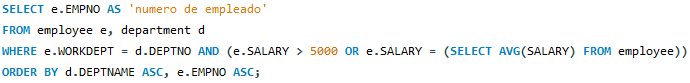 SELECT e.EMPNO AS 'numero de empleado'
FROM employee e, department d
WHERE e.WORKDEPT = d.DEPTNO AND (e.SALARY > 5000 OR e.SALARY = (SELECT AVG(SALARY) FROM employee))
ORDER BY d.DEPTNAME ASC, e.EMPNO ASC;